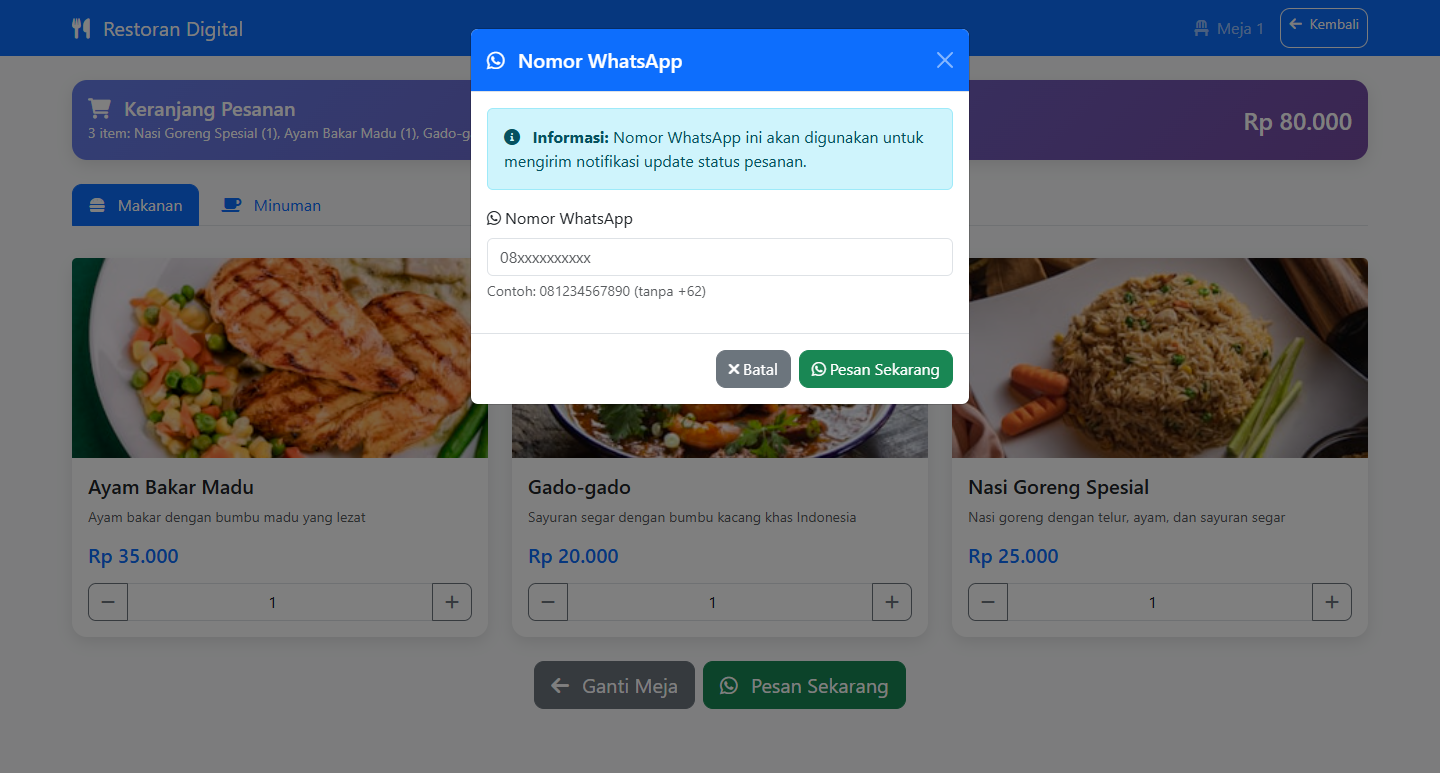 Restoran Digital
Meja 1
Kembali
Nomor WhatsApp
Keranjang Pesanan
3 item: Nasi Goreng Spesial (1), Ayam Bakar Madu (1),
Rp 80.000
Informasi: Nomor WhatsApp ini akan digunakan untuk
mengirim notifikasi update status pesanan.
Makanan
Minuman
Nomor WhatsApp
08xxxxxxxxxx
Contoh: 081234567890 (tanpa +62)
Batal
Pesan Sekarang
Ayam Bakar Madu
Ayam bakar dengan bumbu madu yang lezat
Rp 35.000
1
Gado-gado
Sayuran segar dengan bumbu kacang khas Indonesia
Rp 20.000
1
Nasi Goreng Spesial
Nasi goreng dengan telur, ayam, dan sayuran segar
Rp 25.000
1
Ganti Meja
Pesan Sekarang